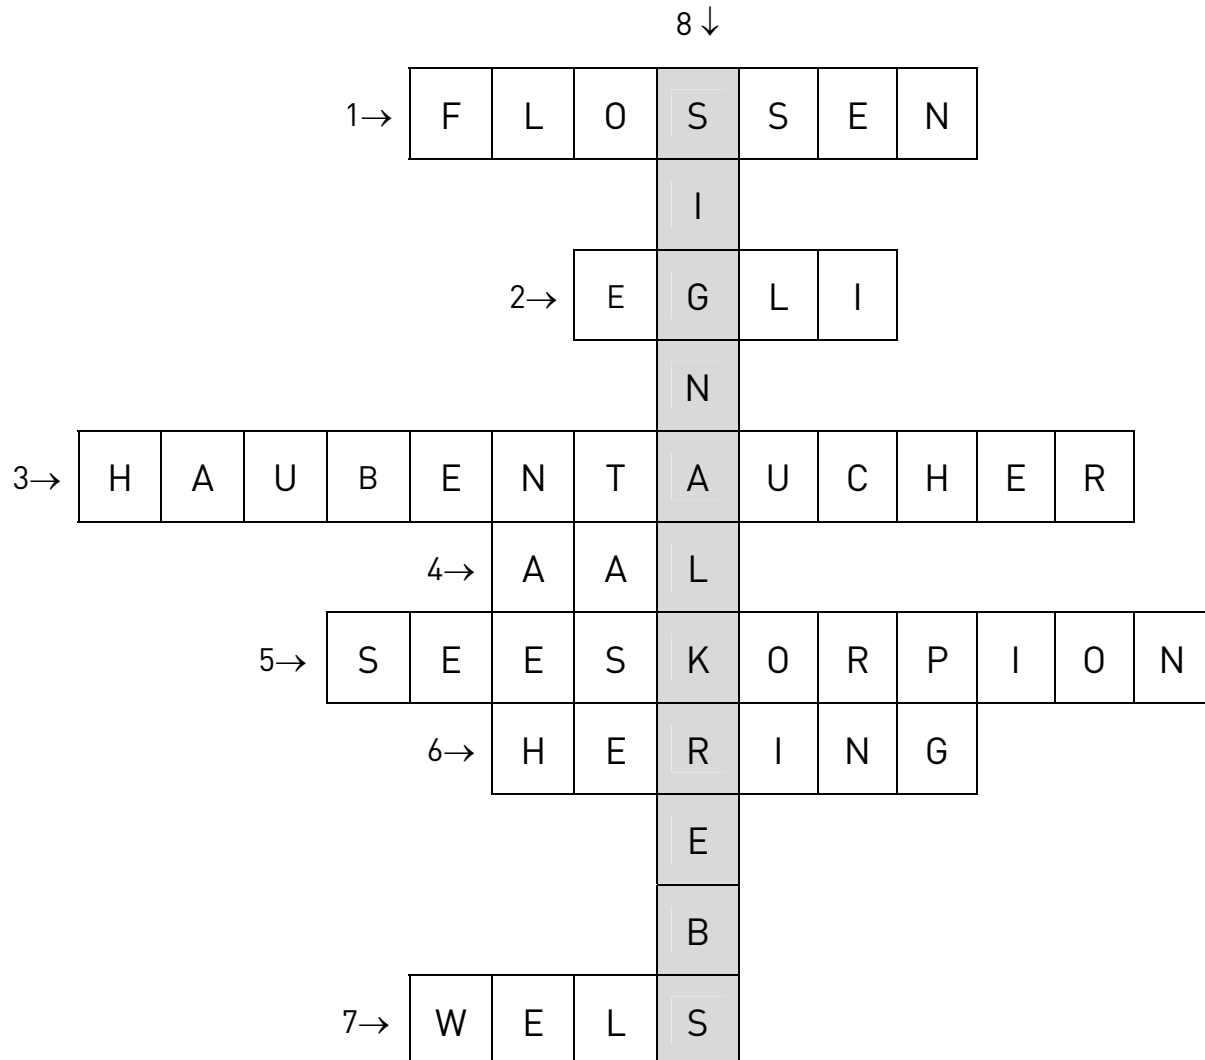 8↓
1→ F L O S S E N
I
2→ E G L I
N
3→ H A U B E N T A U C H E R
4→ A A L
5→ S E E S K O R P I O N
6→ H E R I N G
E
B
7→ W E L S